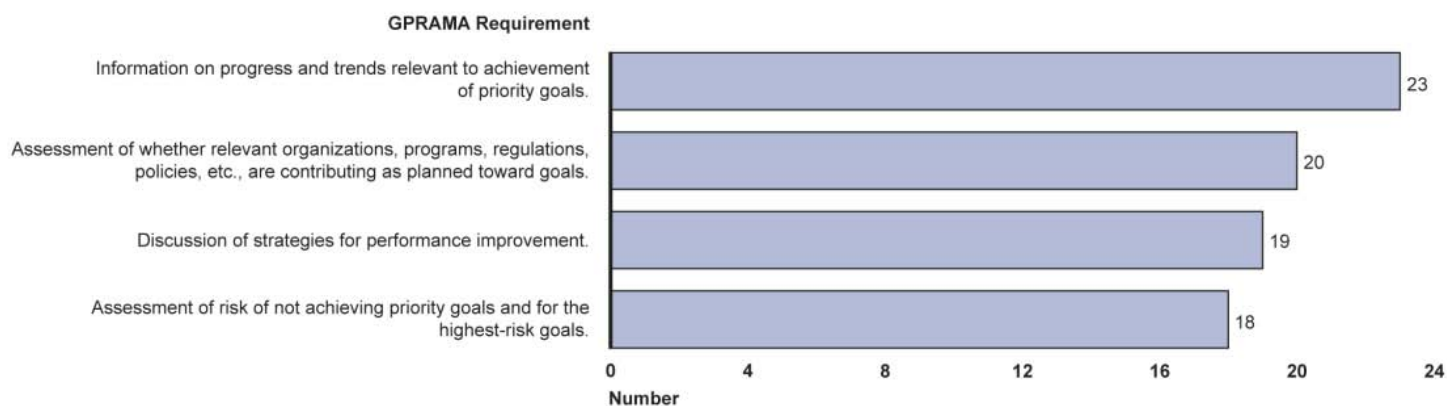 GPRAMA Requirement
Information on progress and trends relevant to achievement
of priority goals.
23
Assessment of whether relevant organizations, programs, regulations,
policies, etc., are contributing as planned toward goals.
20
Discussion of strategies for performance improvement.
19
Assessment of risk of not achieving priority goals and for the
highest-risk goals.
18
0 4 8 12 16 20 24
Number